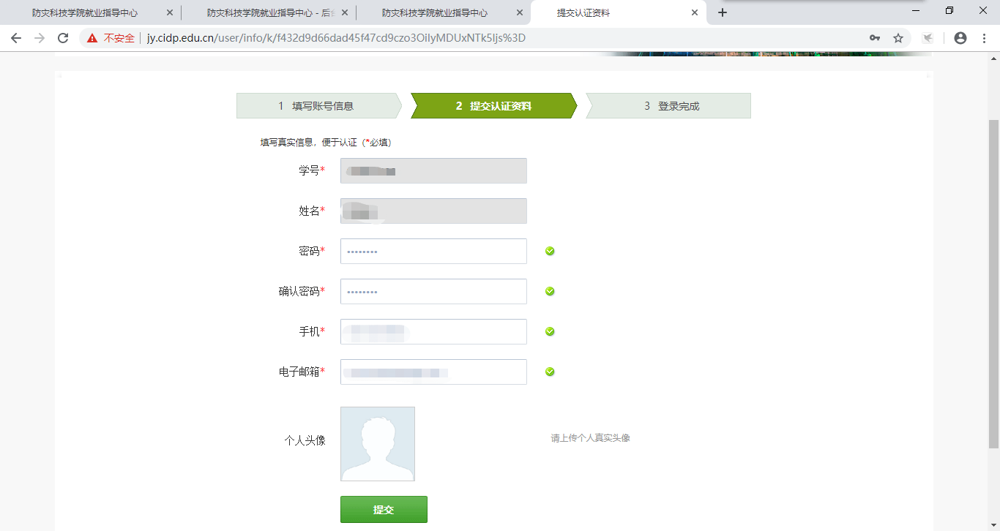 防灾科技学院就业指导中心
防灾科技学院就业指导中心 - 后台
防灾科技学院就业指导中心
提交认证资料
不安全
jy.cidp.edu.cn/user/info/k/f432d9d66dad45f47cd9czo3OiIyMDUxNTk5Ijs%3D
1 填写账号信息
2 提交认证资料
3 登录完成
填写真实信息，便于认证（*必填）
学号*
姓名*
密码*
确认密码*
手机*
电子邮箱*
个人头像
请上传个人真实头像
提交